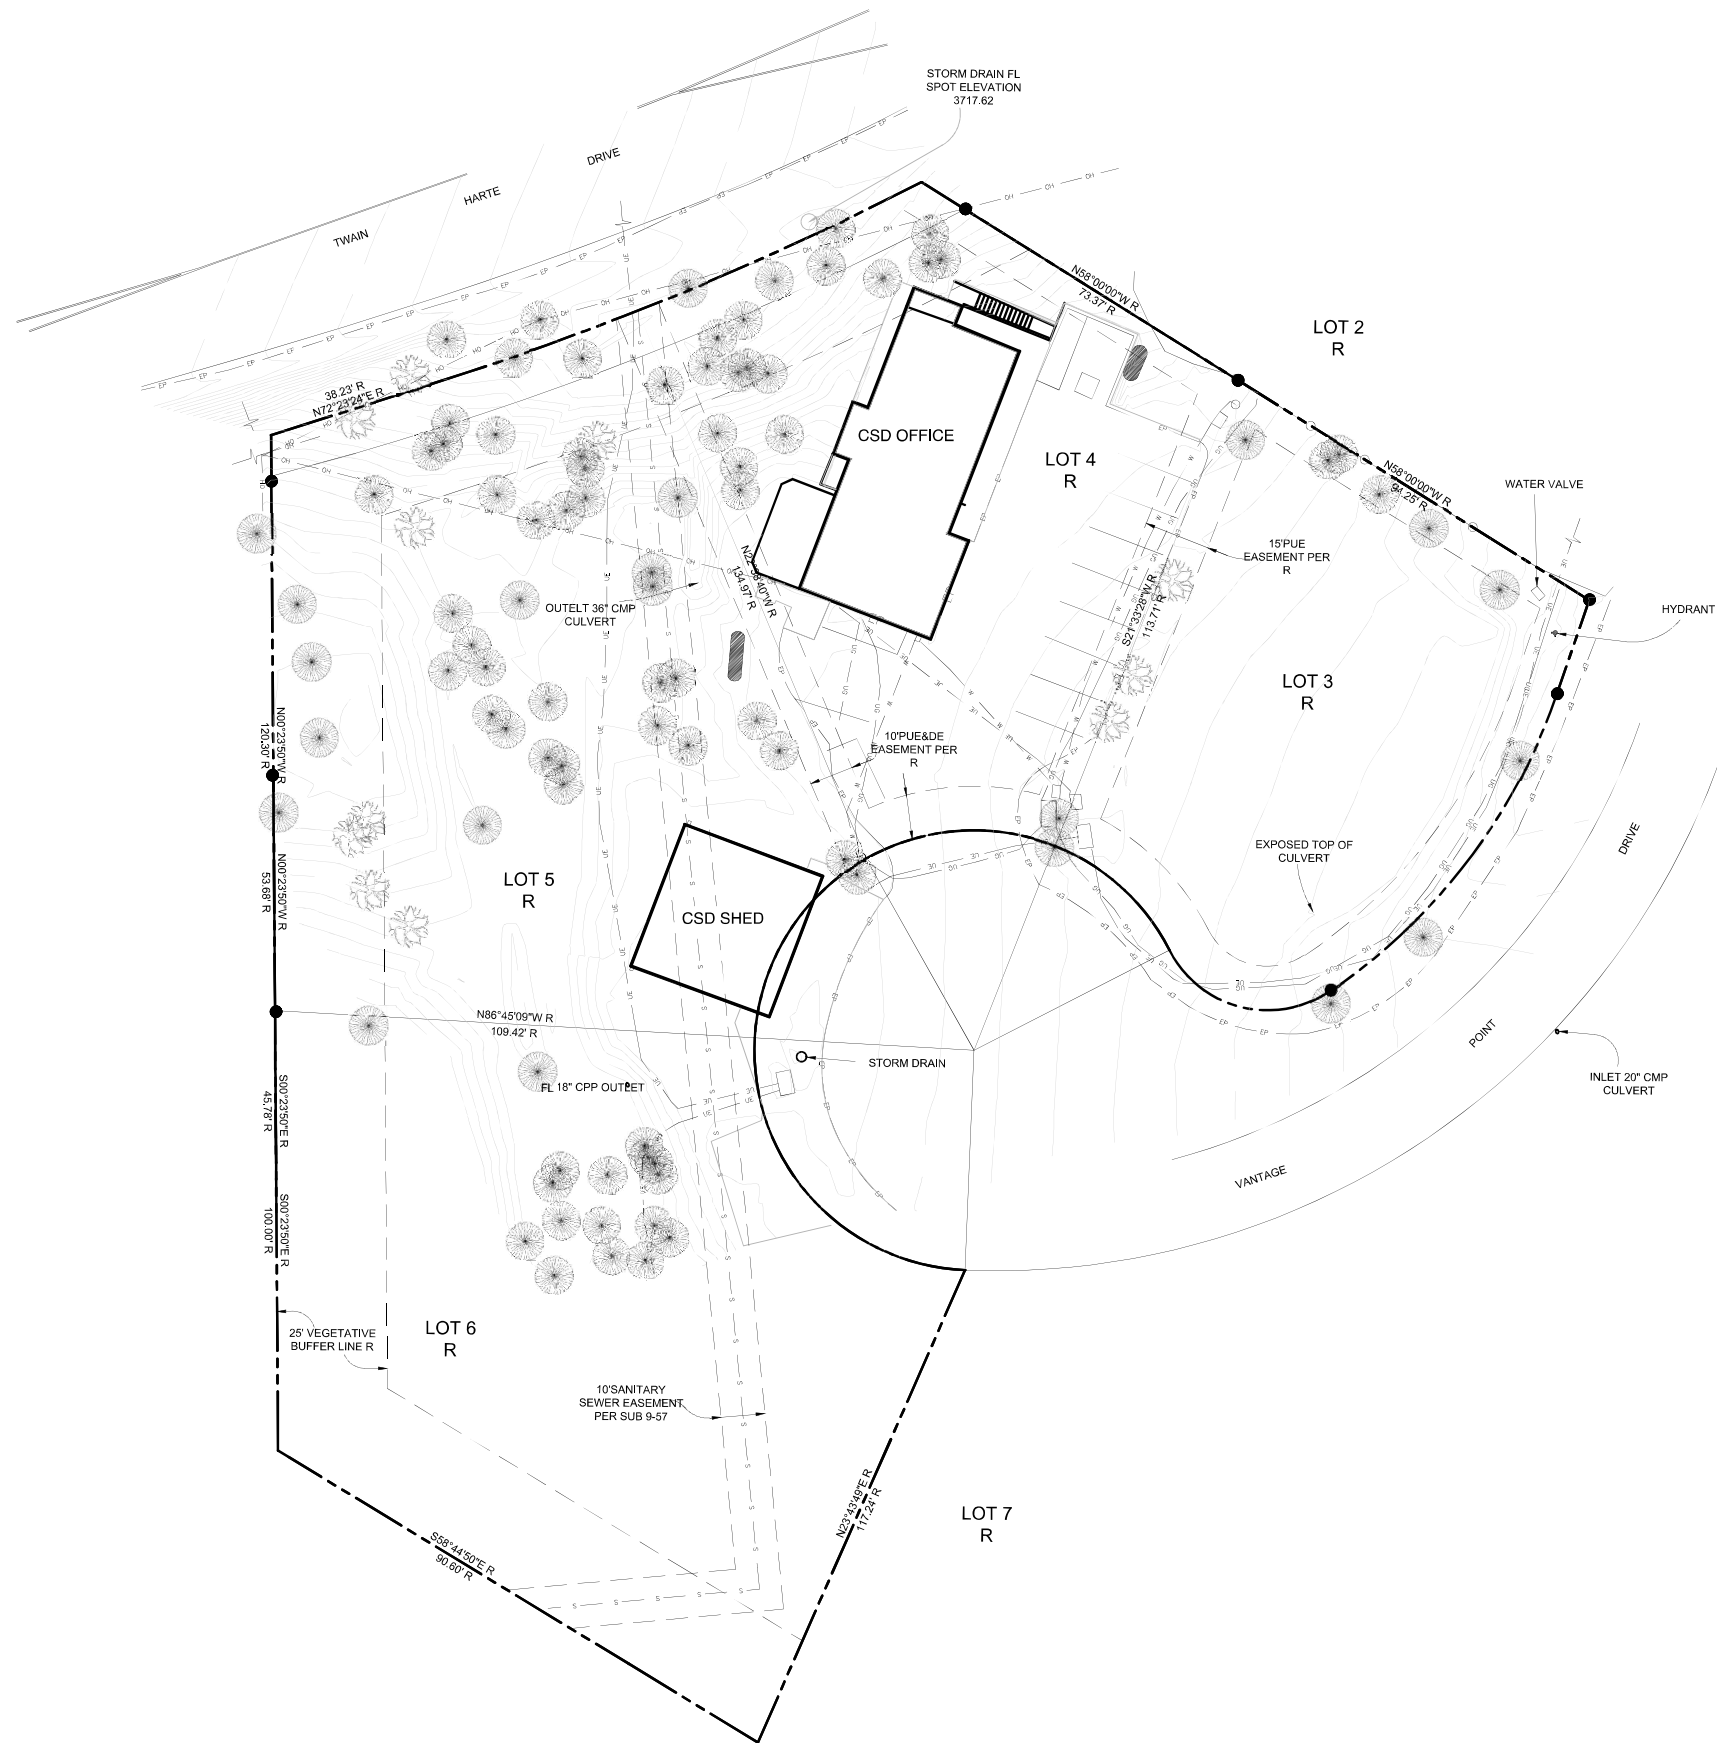 STORM DRAIN FL
SPOT ELEVATION
3717.62
TWAIN
HARTE
DRIVE
38.23' R
N72°23'24"E R
N58°00'00"W R
73.37' R
LOT 2
R
CSD OFFICE
LOT 4
R
N58°00'00"W R
94.25' R
WATER VALVE
15'PUE
EASEMENT PER
R
HYDRANT
OUTELT 36" CMP
CULVERT
N22°38'40"W R
134.97' R
S21°33'28"W R
113.71' R
LOT 3
R
N00°23'50"W R
120.30' R
10'PUE&DE
EASEMENT PER
R
EXPOSED TOP OF
CULVERT
DRIVE
N00°23'50"W R
53.68' R
LOT 5
R
CSD SHED
N86°45'09"W R
109.42' R
STORM DRAIN
POINT
FL 18" CPP OUTLET
INLET 20" CMP
CULVERT
S00°23'50"E R
45.78' R
VANTAGE
S00°23'50"E R
100.00' R
25' VEGETATIVE
BUFFER LINE R
LOT 6
R
10'SANITARY
SEWER EASEMENT
PER SUB 9-57
N23°43'49"E R
117.24' R
LOT 7
R
S58°44'50"E R
90.60' R